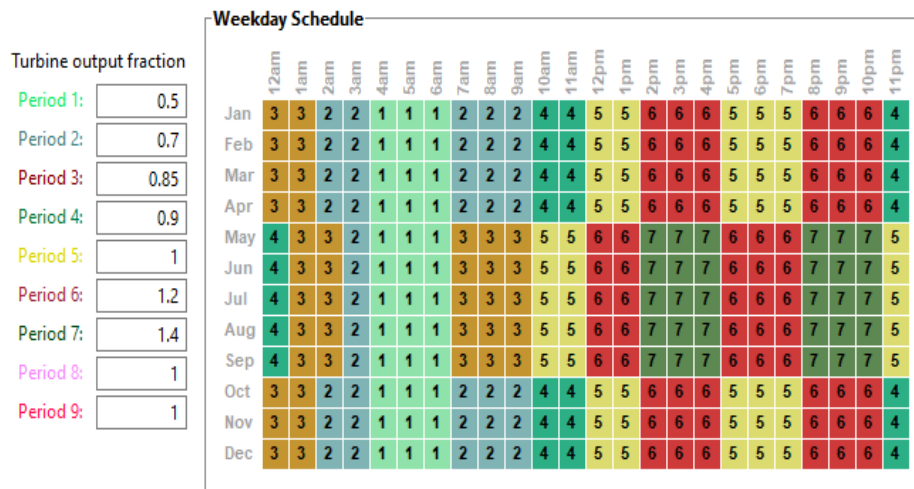 Weekday Schedule
Turbine output fraction
Period 1: 0.5
Period 2: 0.7
Period 3: 0.85
Period 4: 0.9
Period 5: 1
Period 6: 1.2
Period 7: 1.4
Period 8: 1
Period 9: 1
12am 1am 2am 3am 4am 5am 6am 7am 8am 9am 10am 11am 12pm 1pm 2pm 3pm 4pm 5pm 6pm 7pm 8pm 9pm 10pm 11pm
Jan 3 3 2 2 1 1 1 2 2 2 4 4 5 5 6 6 6 5 5 5 6 6 6 4
Feb 3 3 2 2 1 1 1 2 2 2 4 4 5 5 6 6 6 5 5 5 6 6 6 4
Mar 3 3 2 2 1 1 1 2 2 2 4 4 5 5 6 6 6 5 5 5 6 6 6 4
Apr 3 3 2 2 1 1 1 2 2 2 4 4 5 5 6 6 6 5 5 5 6 6 6 4
May 4 3 3 2 1 1 1 3 3 3 5 5 6 6 7 7 7 6 6 6 7 7 7 5
Jun 4 3 3 2 1 1 1 3 3 3 5 5 6 6 7 7 7 6 6 6 7 7 7 5
Jul 4 3 3 2 1 1 1 3 3 3 5 5 6 6 7 7 7 6 6 6 7 7 7 5
Aug 4 3 3 2 1 1 1 3 3 3 5 5 6 6 7 7 7 6 6 6 7 7 7 5
Sep 4 3 3 2 1 1 1 3 3 3 5 5 6 6 7 7 7 6 6 6 7 7 7 5
Oct 3 3 2 2 1 1 1 2 2 2 4 4 5 5 6 6 6 5 5 5 6 6 6 4
Nov 3 3 2 2 1 1 1 2 2 2 4 4 5 5 6 6 6 5 5 5 6 6 6 4
Dec 3 3 2 2 1 1 1 2 2 2 4 4 5 5 6 6 6 5 5 5 6 6 6 4